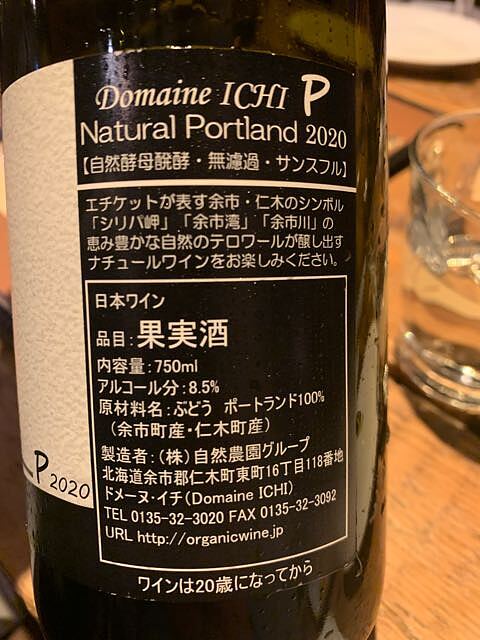 Domaine ICHI P
Natural Portland 2020
【自然酵母醗酵・無濾過・サンスフル】
エチケットが表す余市・仁木のシンボル
「シリパ岬」「余市湾」「余市川」の
恵み豊かな自然のテロワールが醸し出す
ナチュールワインをお楽しみください。
日本ワイン
品目:果実酒
内容量:750ml
アルコール分:8.5%
原材料名:ぶどう ポートランド100%
(余市町産・仁木町産)
製造者:(株)自然農園グループ
北海道余市郡仁木町東町16丁目118番地
ドメーヌ・イチ(Domaine ICHI)
TEL 0135-32-3020 FAX 0135-32-3092
URL http://organicwine.jp
ワインは20歳になってから
P 2020